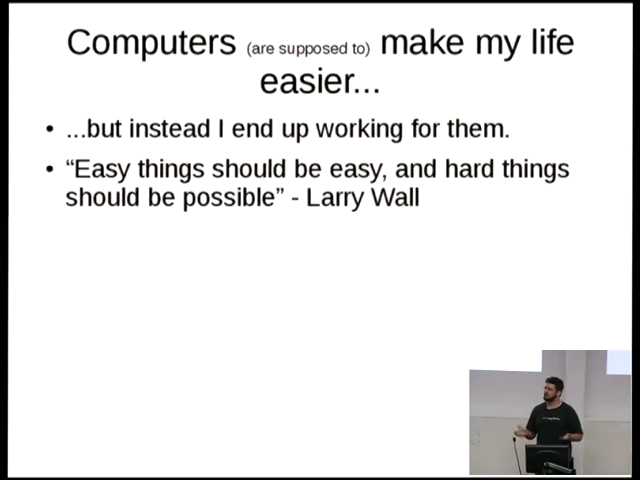 Computers (are supposed to) make my life
easier...
• ...but instead I end up working for them.
• “Easy things should be easy, and hard things
should be possible” - Larry Wall